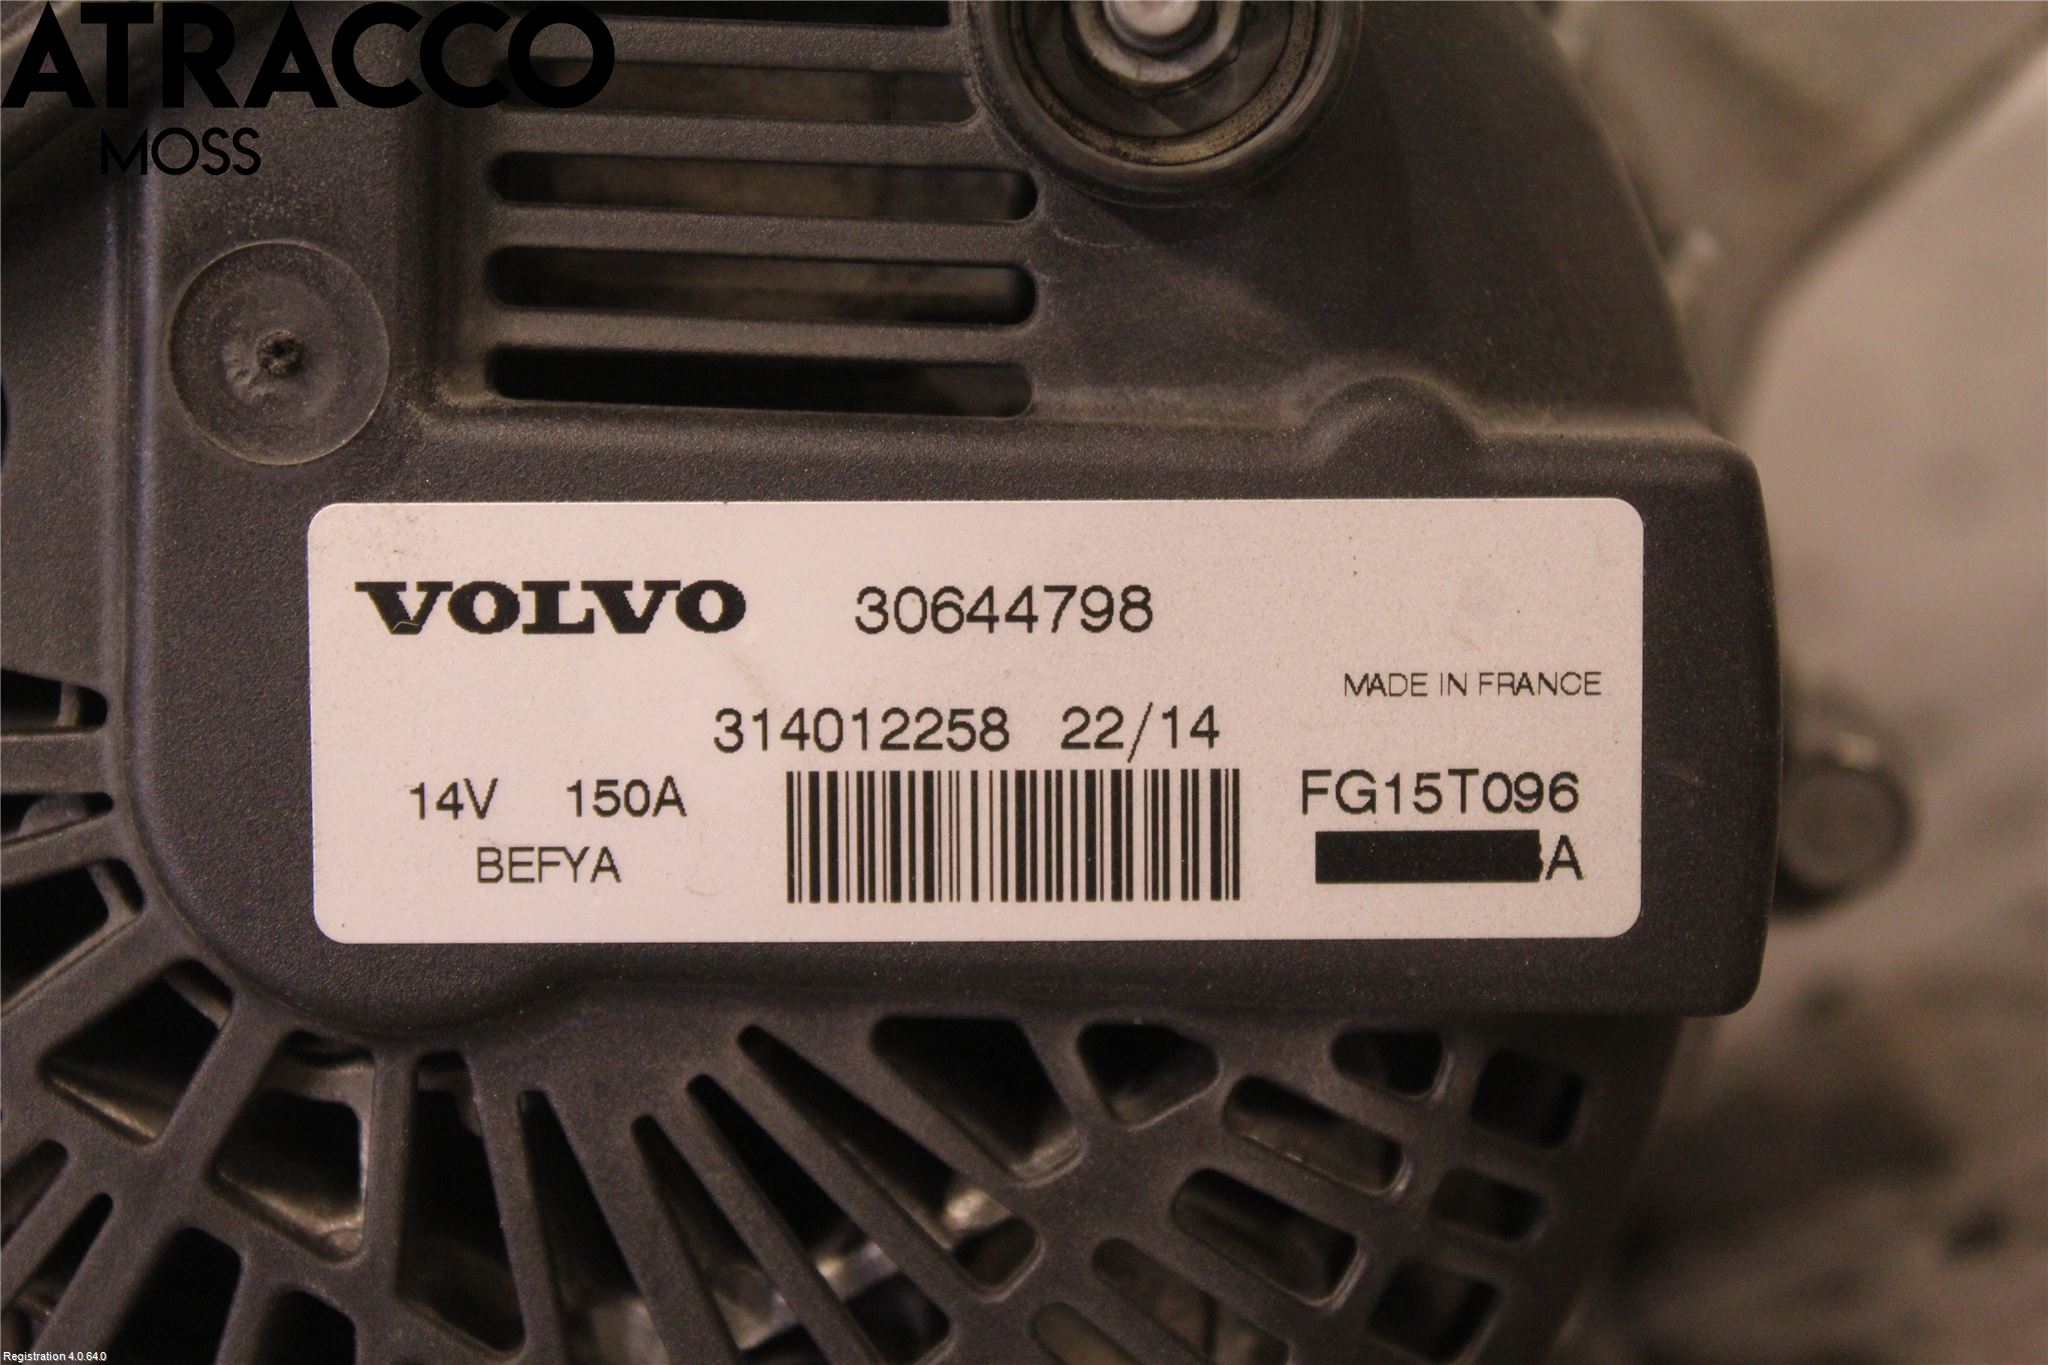 ATRACCO
MOSS
VOLVO 30644798
MADE IN FRANCE
314012258 22/14
14V 150A FG15T096
BEFYA
Registration 4.0.64.0